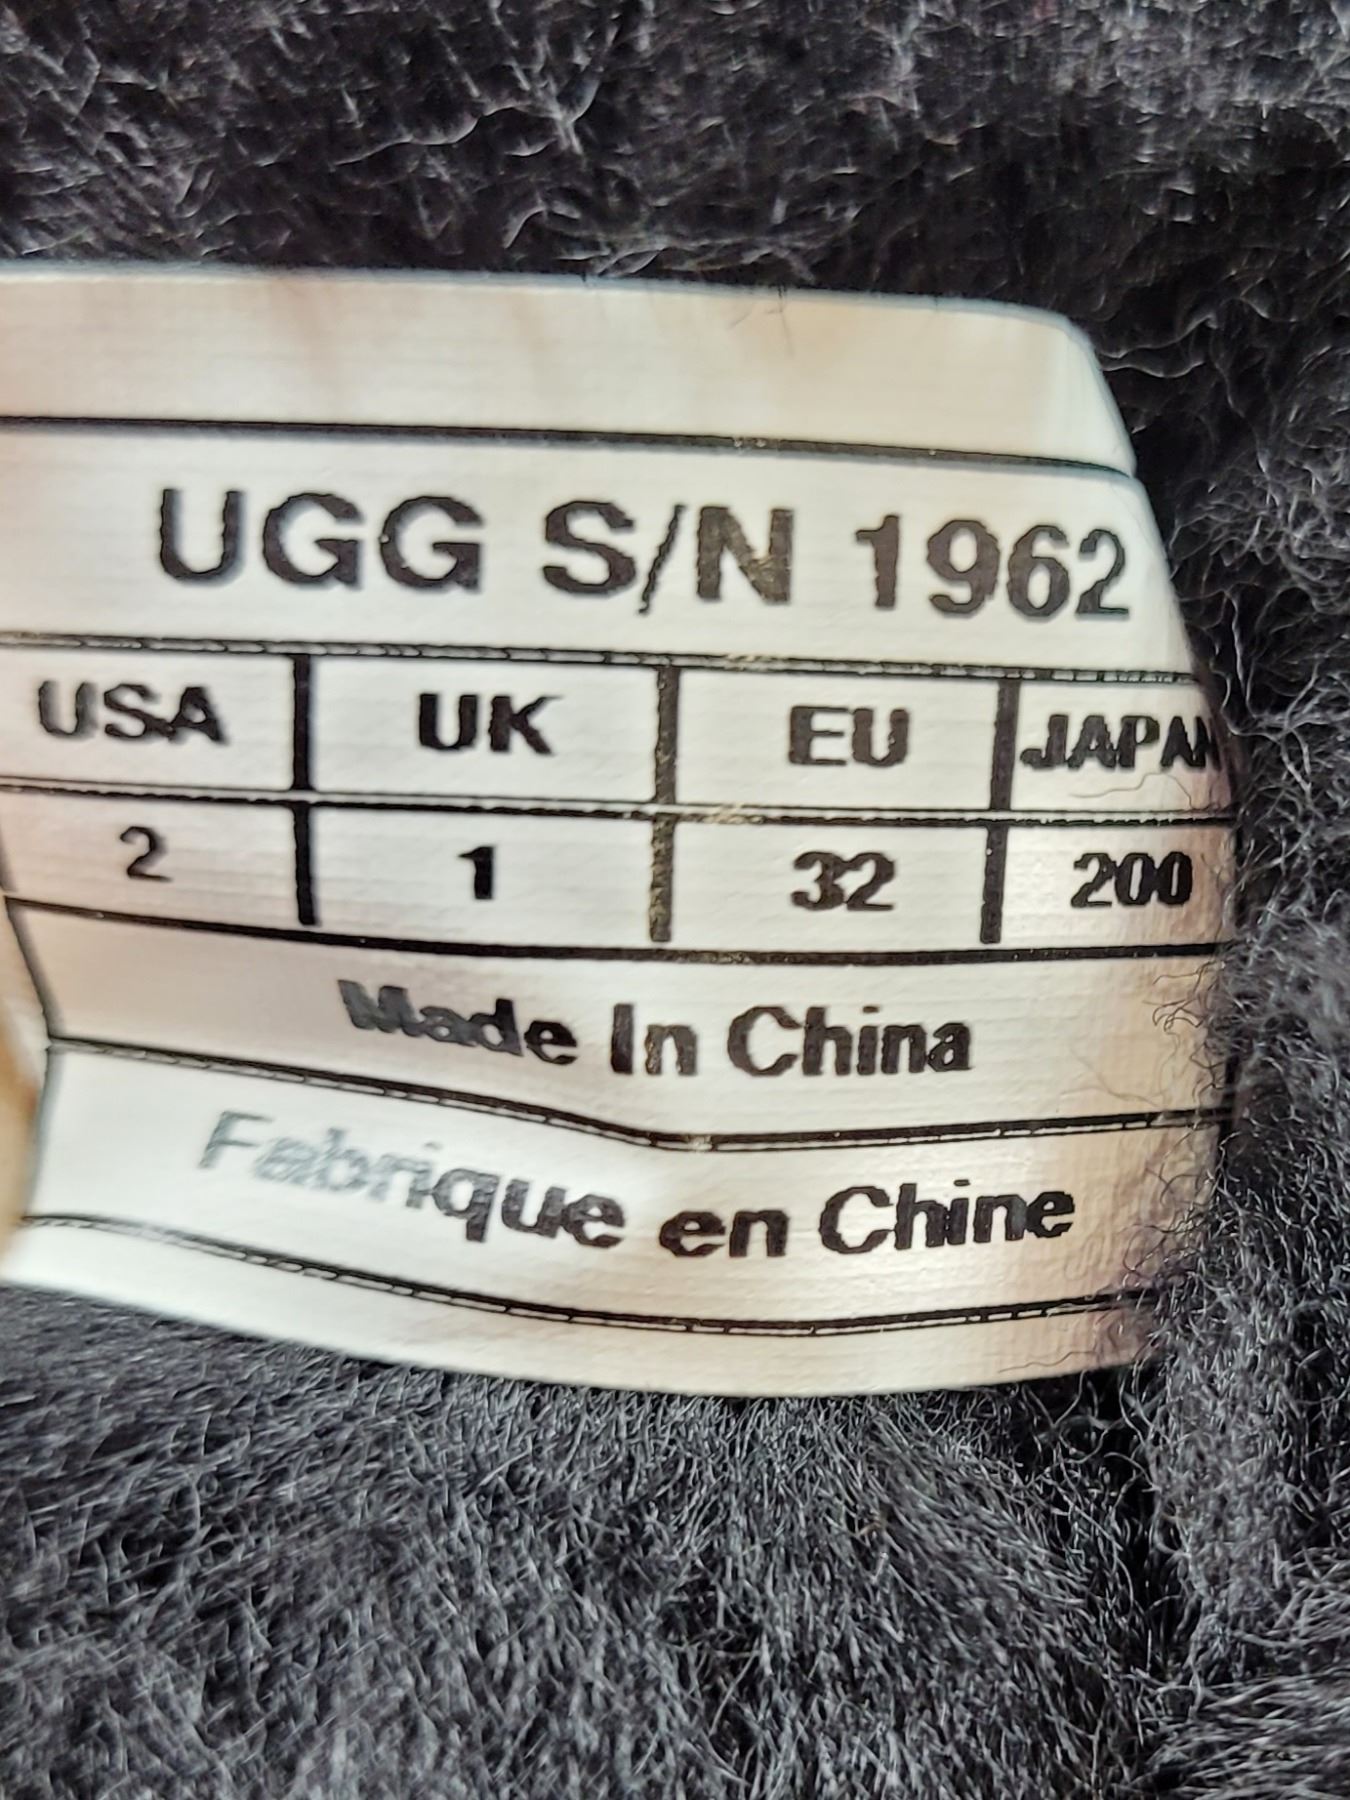 UGG S/N 1962
USA UK EU JAPAN
2 1 32 200
Made In China
Fabrique en Chine